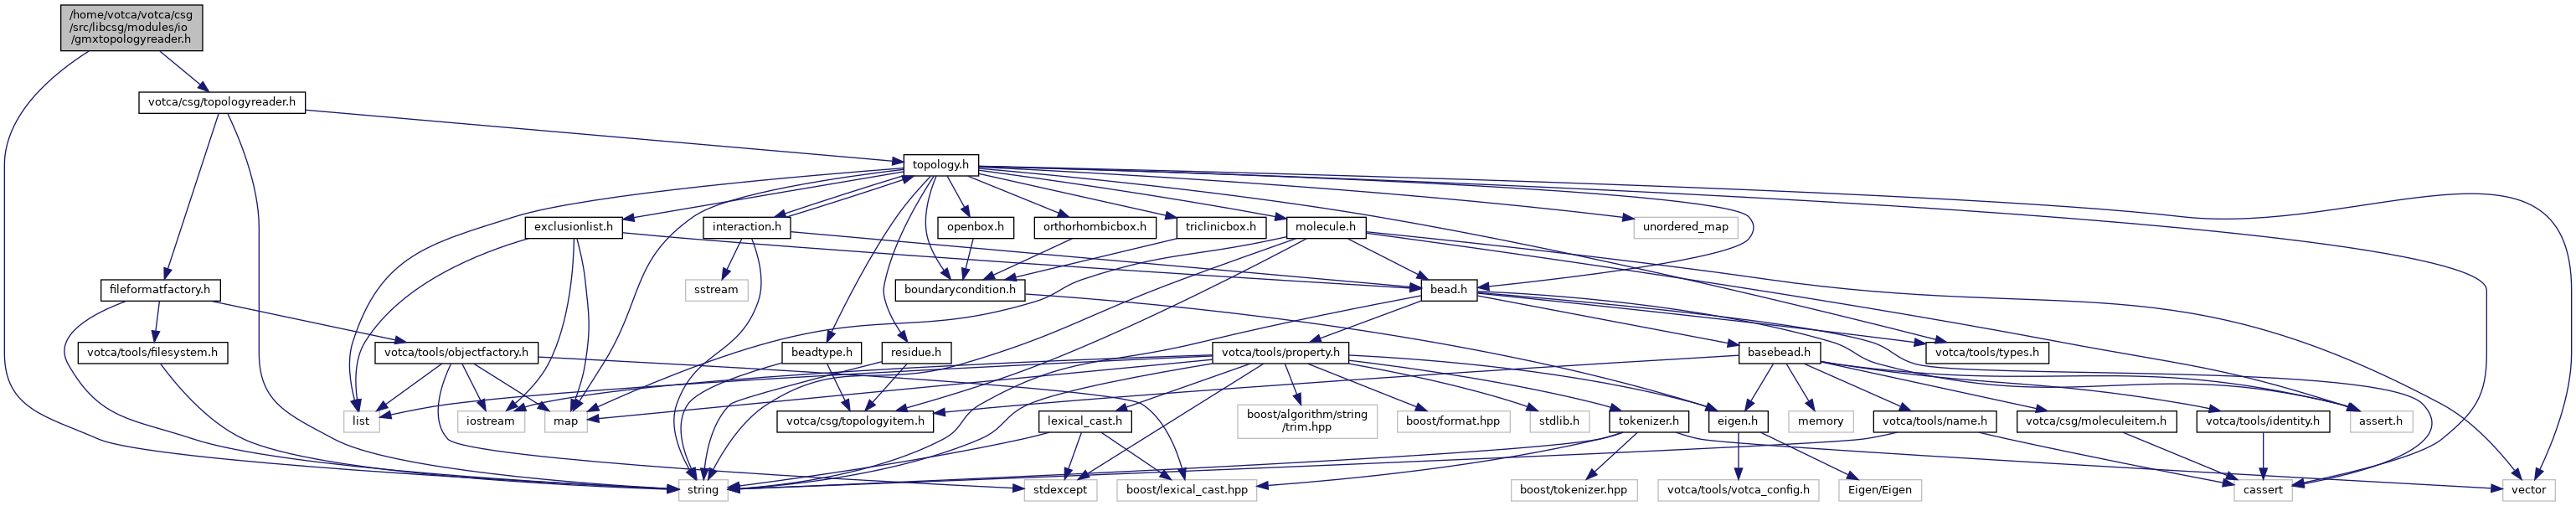 /home/votca/votca/csg
/src/libcsg/modules/io
/gmxtopologyreader.h
votca/csg/topologyreader.h
topology.h
exclusionlist.h
interaction.h
openbox.h
orthorhombicbox.h
triclinicbox.h
molecule.h
unordered_map
fileformatfactory.h
sstream
boundarycondition.h
bead.h
votca/tools/filesystem.h
votca/tools/objectfactory.h
beadtype.h
residue.h
votca/tools/property.h
basebead.h
votca/tools/types.h
list
iostream
map
votca/csg/topologyitem.h
lexical_cast.h
boost/algorithm/string
/trim.hpp
boost/format.hpp
stdlib.h
tokenizer.h
eigen.h
memory
votca/tools/name.h
votca/csg/moleculeitem.h
votca/tools/identity.h
assert.h
string
stdexcept
boost/lexical_cast.hpp
boost/tokenizer.hpp
votca/tools/votca_config.h
Eigen/Eigen
cassert
vector